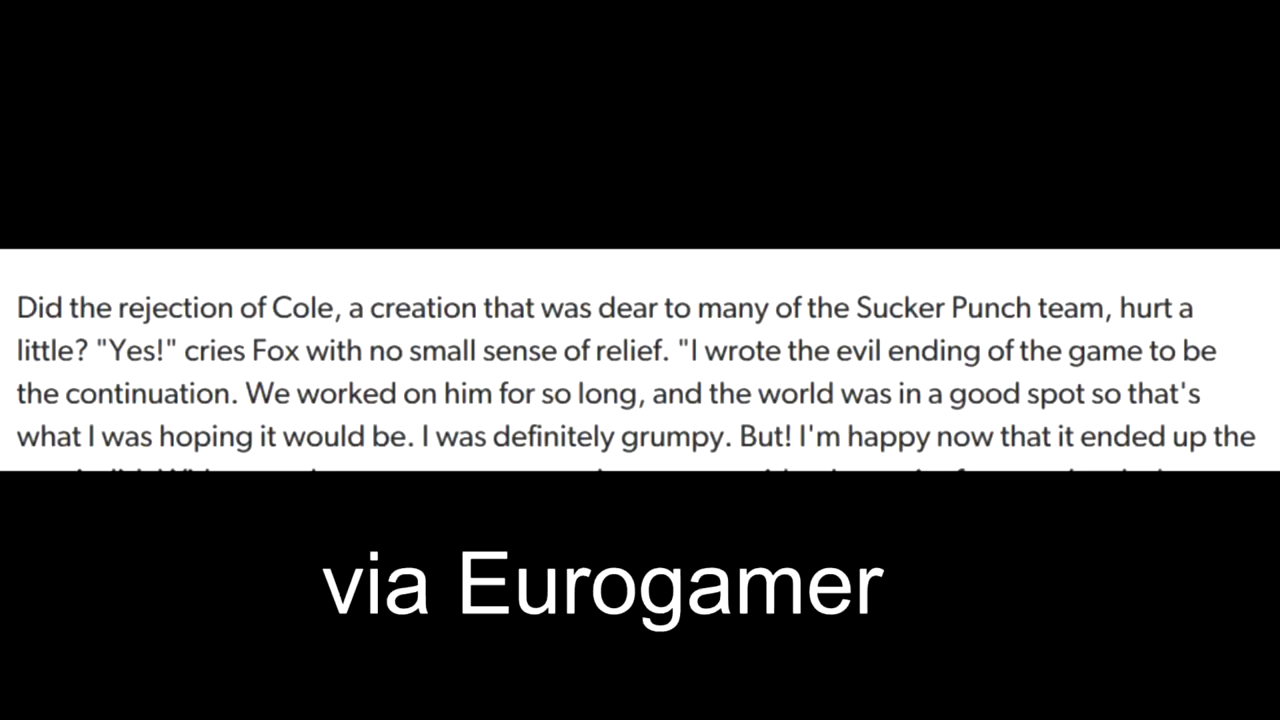 Did the rejection of Cole, a creation that was dear to many of the Sucker Punch team, hurt a
little? "Yes!" cries Fox with no small sense of relief. "I wrote the evil ending of the game to be
the continuation. We worked on him for so long, and the world was in a good spot so that's
what I was hoping it would be. I was definitely grumpy. But! I'm happy now that it ended up the
via Eurogamer